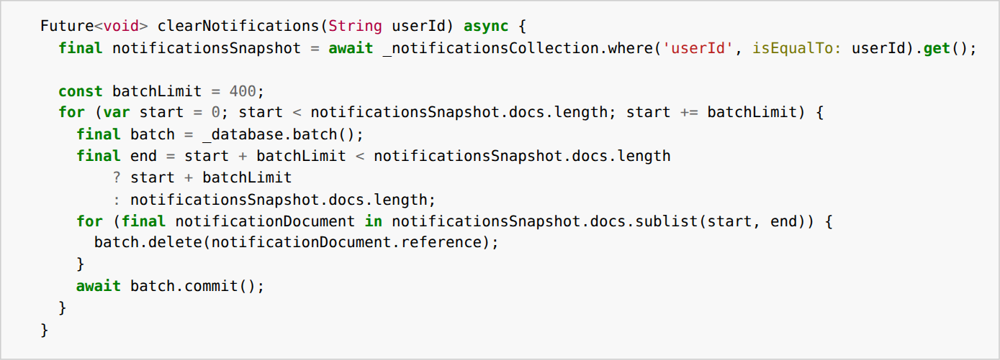 Future<void> clearNotifications(String userId) async {
  final notificationsSnapshot = await _notificationsCollection.where('userId', isEqualTo: userId).get();

  const batchLimit = 400;
  for (var start = 0; start < notificationsSnapshot.docs.length; start += batchLimit) {
    final batch = _database.batch();
    final end = start + batchLimit < notificationsSnapshot.docs.length
        ? start + batchLimit
        : notificationsSnapshot.docs.length;
    for (final notificationDocument in notificationsSnapshot.docs.sublist(start, end)) {
      batch.delete(notificationDocument.reference);
    }
    await batch.commit();
  }
}